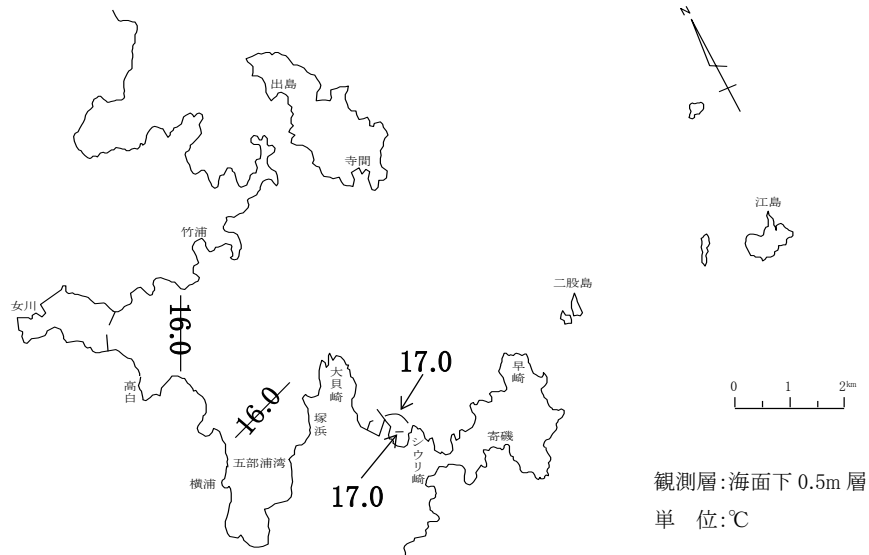 N
出島
寺間
江島
竹浦
二股島
女川
16.0
17.0
早崎
大貝崎
高白
0 1 2km
16.0
塚浜
寄磯
シウリ崎
五部浦湾
横浦
17.0
観測層:海面下 0.5m 層
単 位:℃